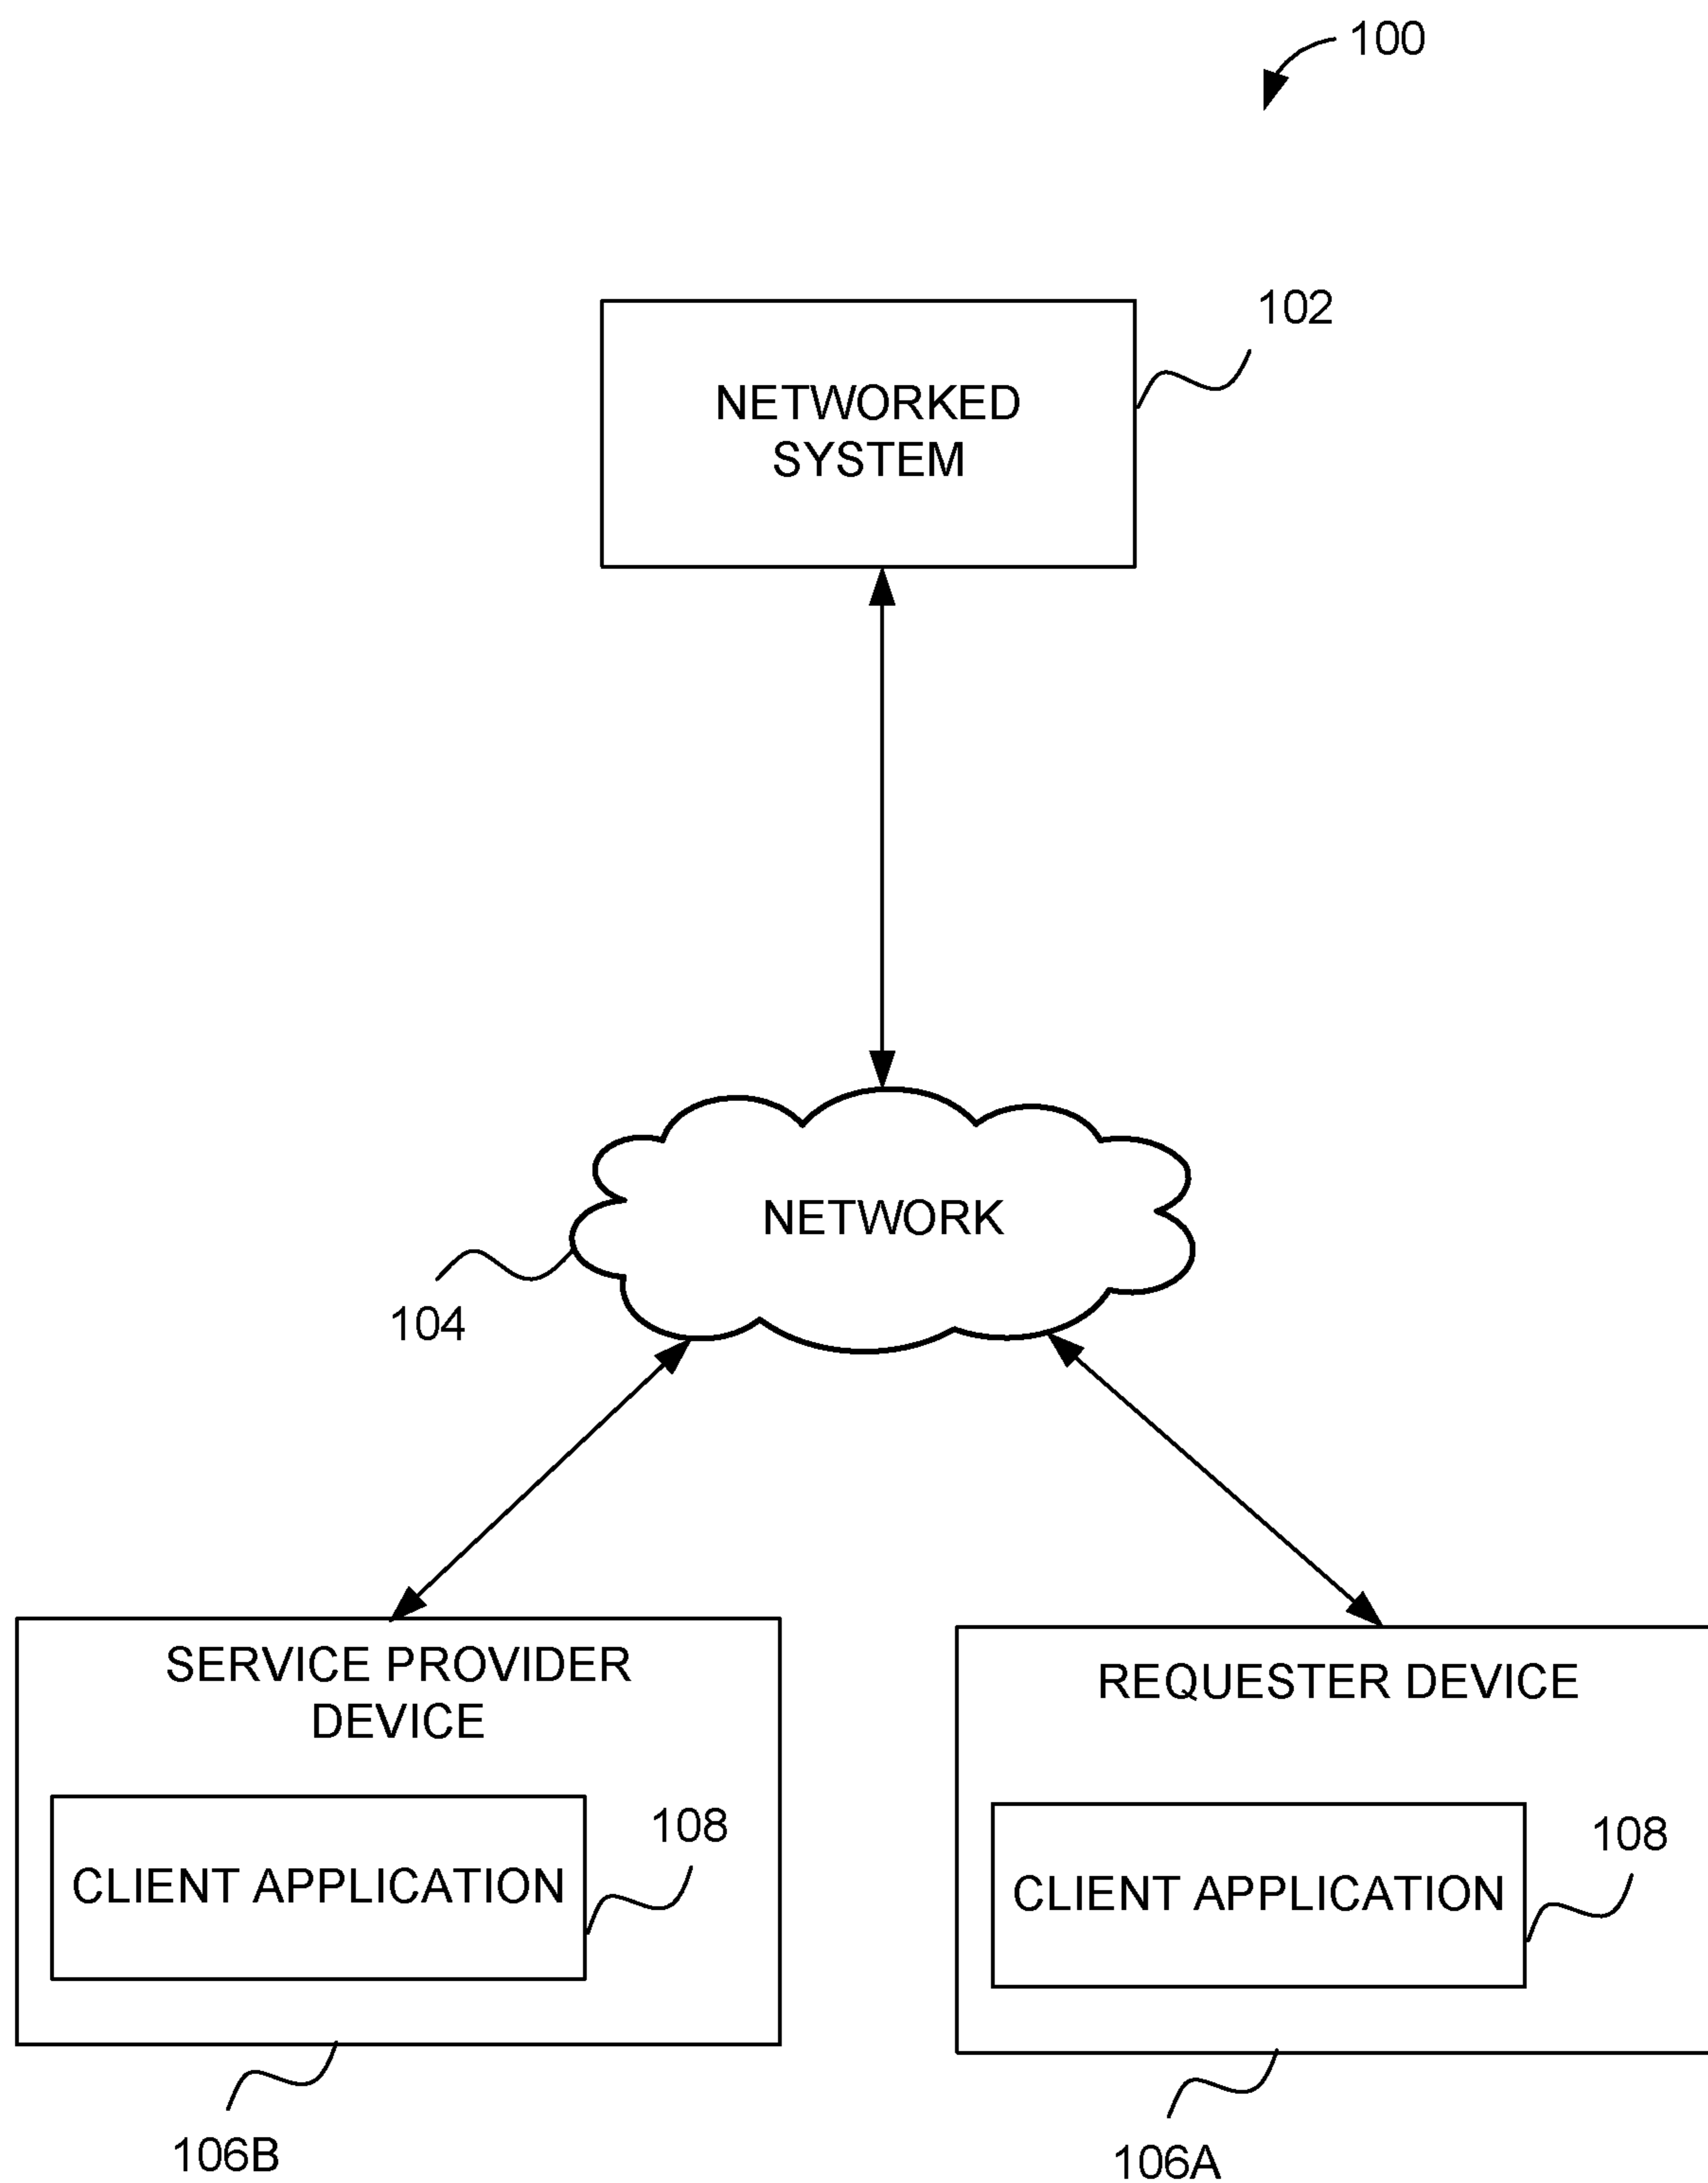 100
102
NETWORKED
SYSTEM
NETWORK
104
SERVICE PROVIDER
DEVICE
108
CLIENT APPLICATION
106B
REQUESTER DEVICE
108
CLIENT APPLICATION
106A